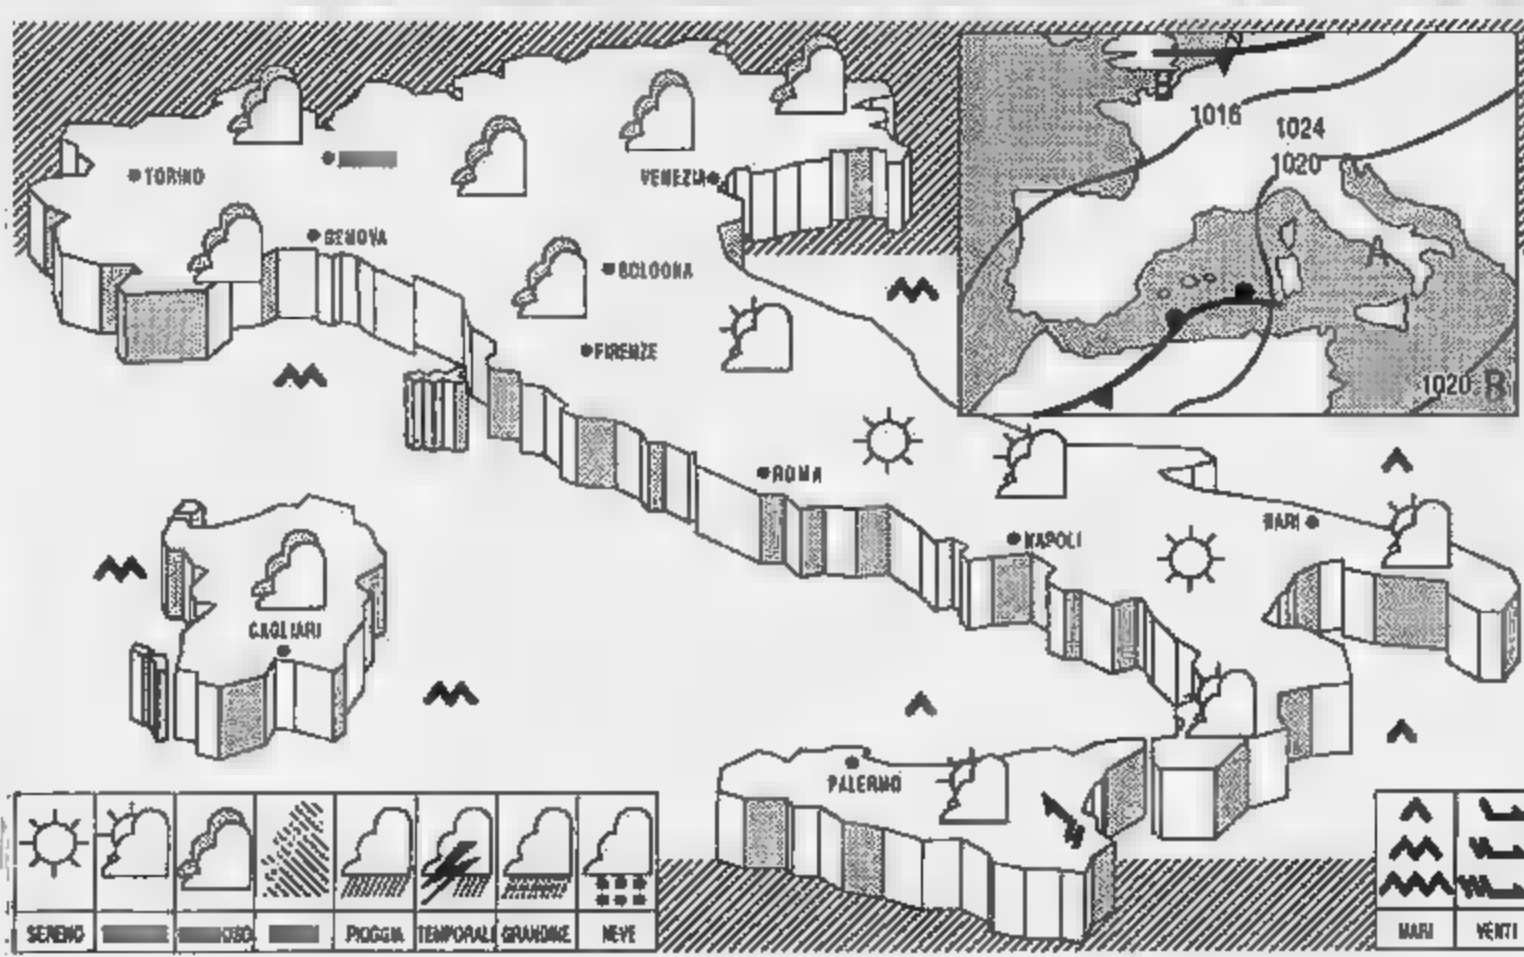 1016
1024
1020
TORINO
VENEZIA
GENOVA
BOLOGNA
A
FIRENZE
1020 B
ROMA
BARI
NAPOLI
CAGLIARI
PALERMO
SERENO
PIOGGIA
TEMPORALI
GRANDINE
NEVE
MARI
VENTI